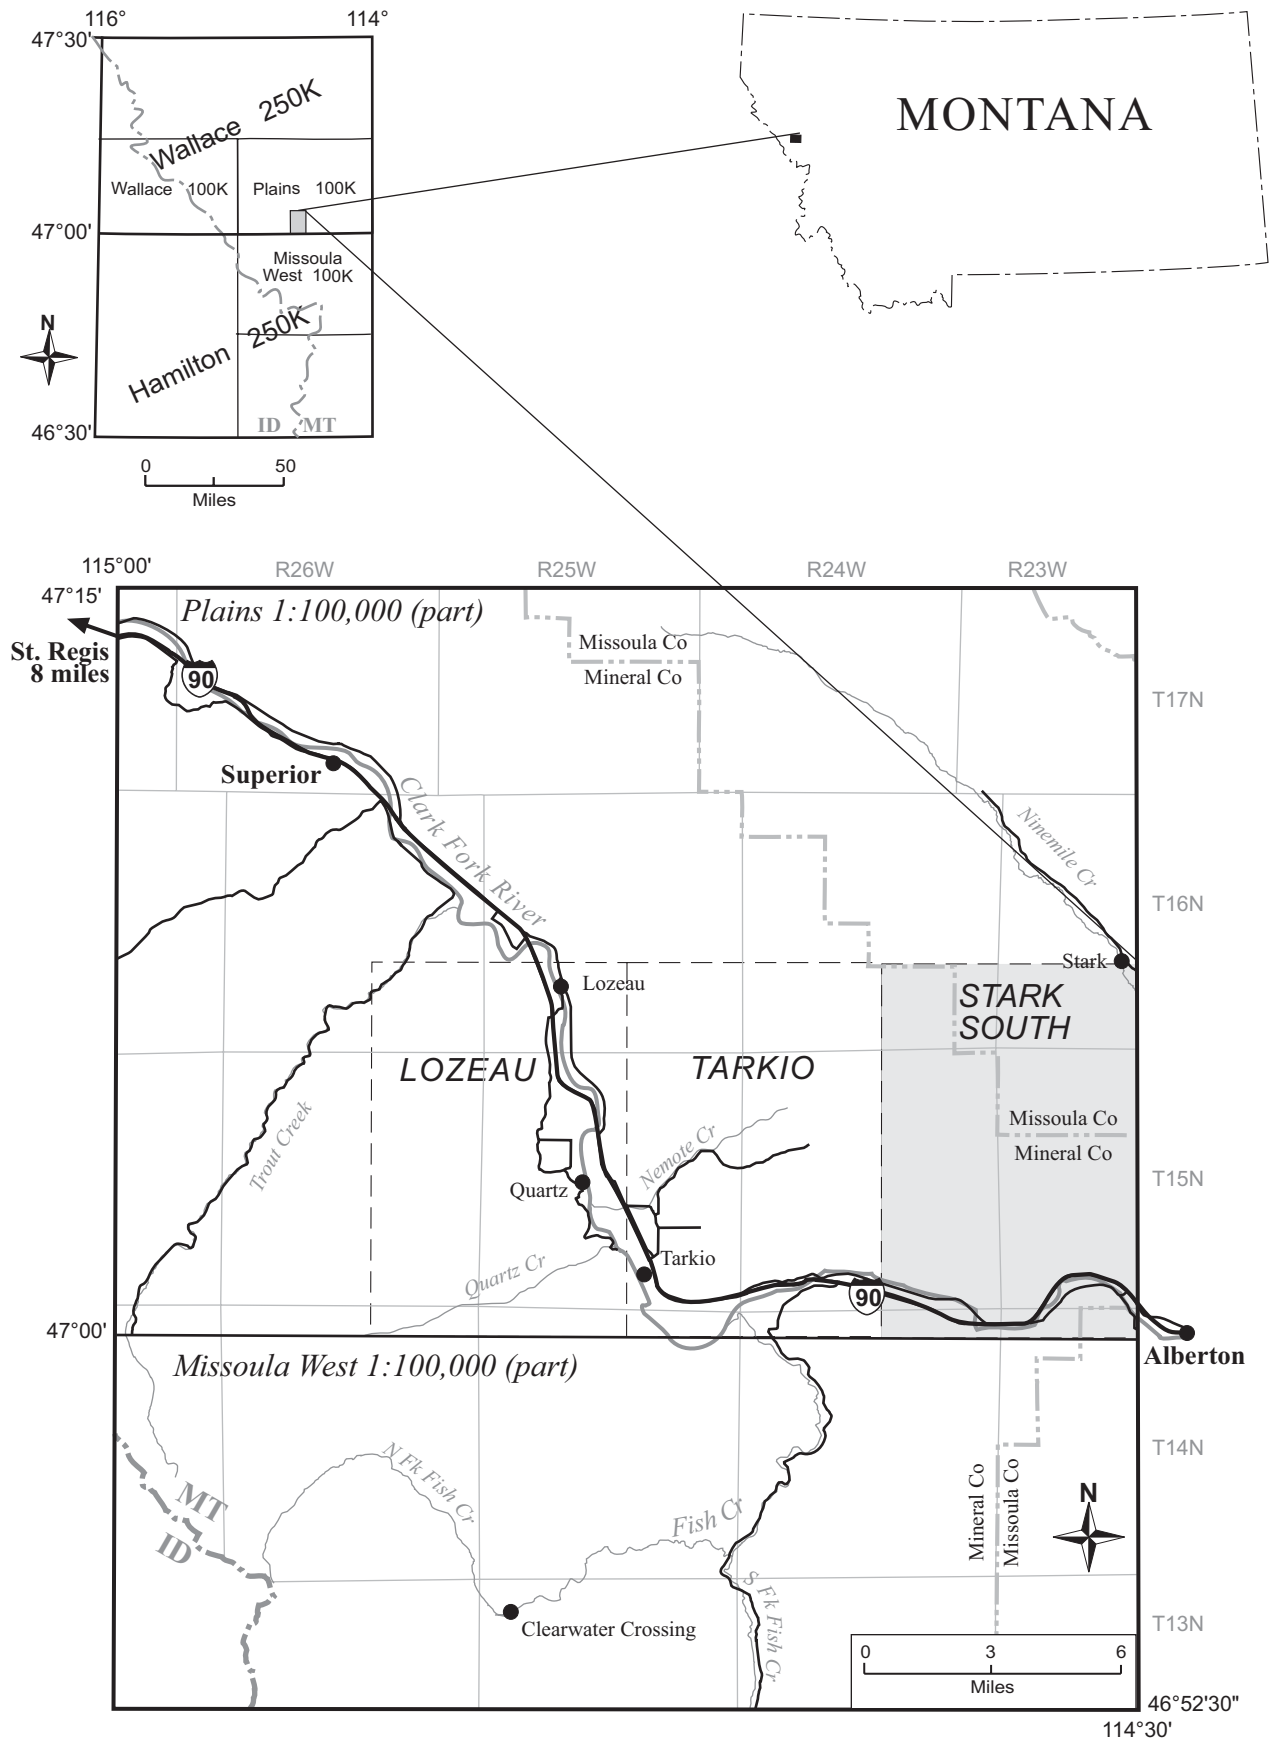 116°
114°
47°30'
Wallace 250K
MONTANA
Wallace 100K
Plains 100K
47°00'
Missoula
West 100K
N
Hamilton 250K
46°30'
ID MT
0 50
Miles
115°00'
R26W
R25W
R24W
R23W
47°15'
Plains 1:100,000 (part)
St. Regis
8 miles
90
Missoula Co
Mineral Co
T17N
Superior
Clark Fork River
Ninemile Cr
T16N
Stark
Lozeau
STARK
SOUTH
LOZEAU
TARKIO
Missoula Co
Mineral Co
Trout Creek
Nemote Cr
T15N
Quartz
Tarkio
Quartz Cr
90
47°00'
Alberton
Missoula West 1:100,000 (part)
T14N
N Fk Fish Cr
Mineral Co
Missoula Co
MT
ID
N
Fish Cr
S Fk Fish Cr
Clearwater Crossing
T13N
0 3 6
Miles
46°52'30"
114°30'